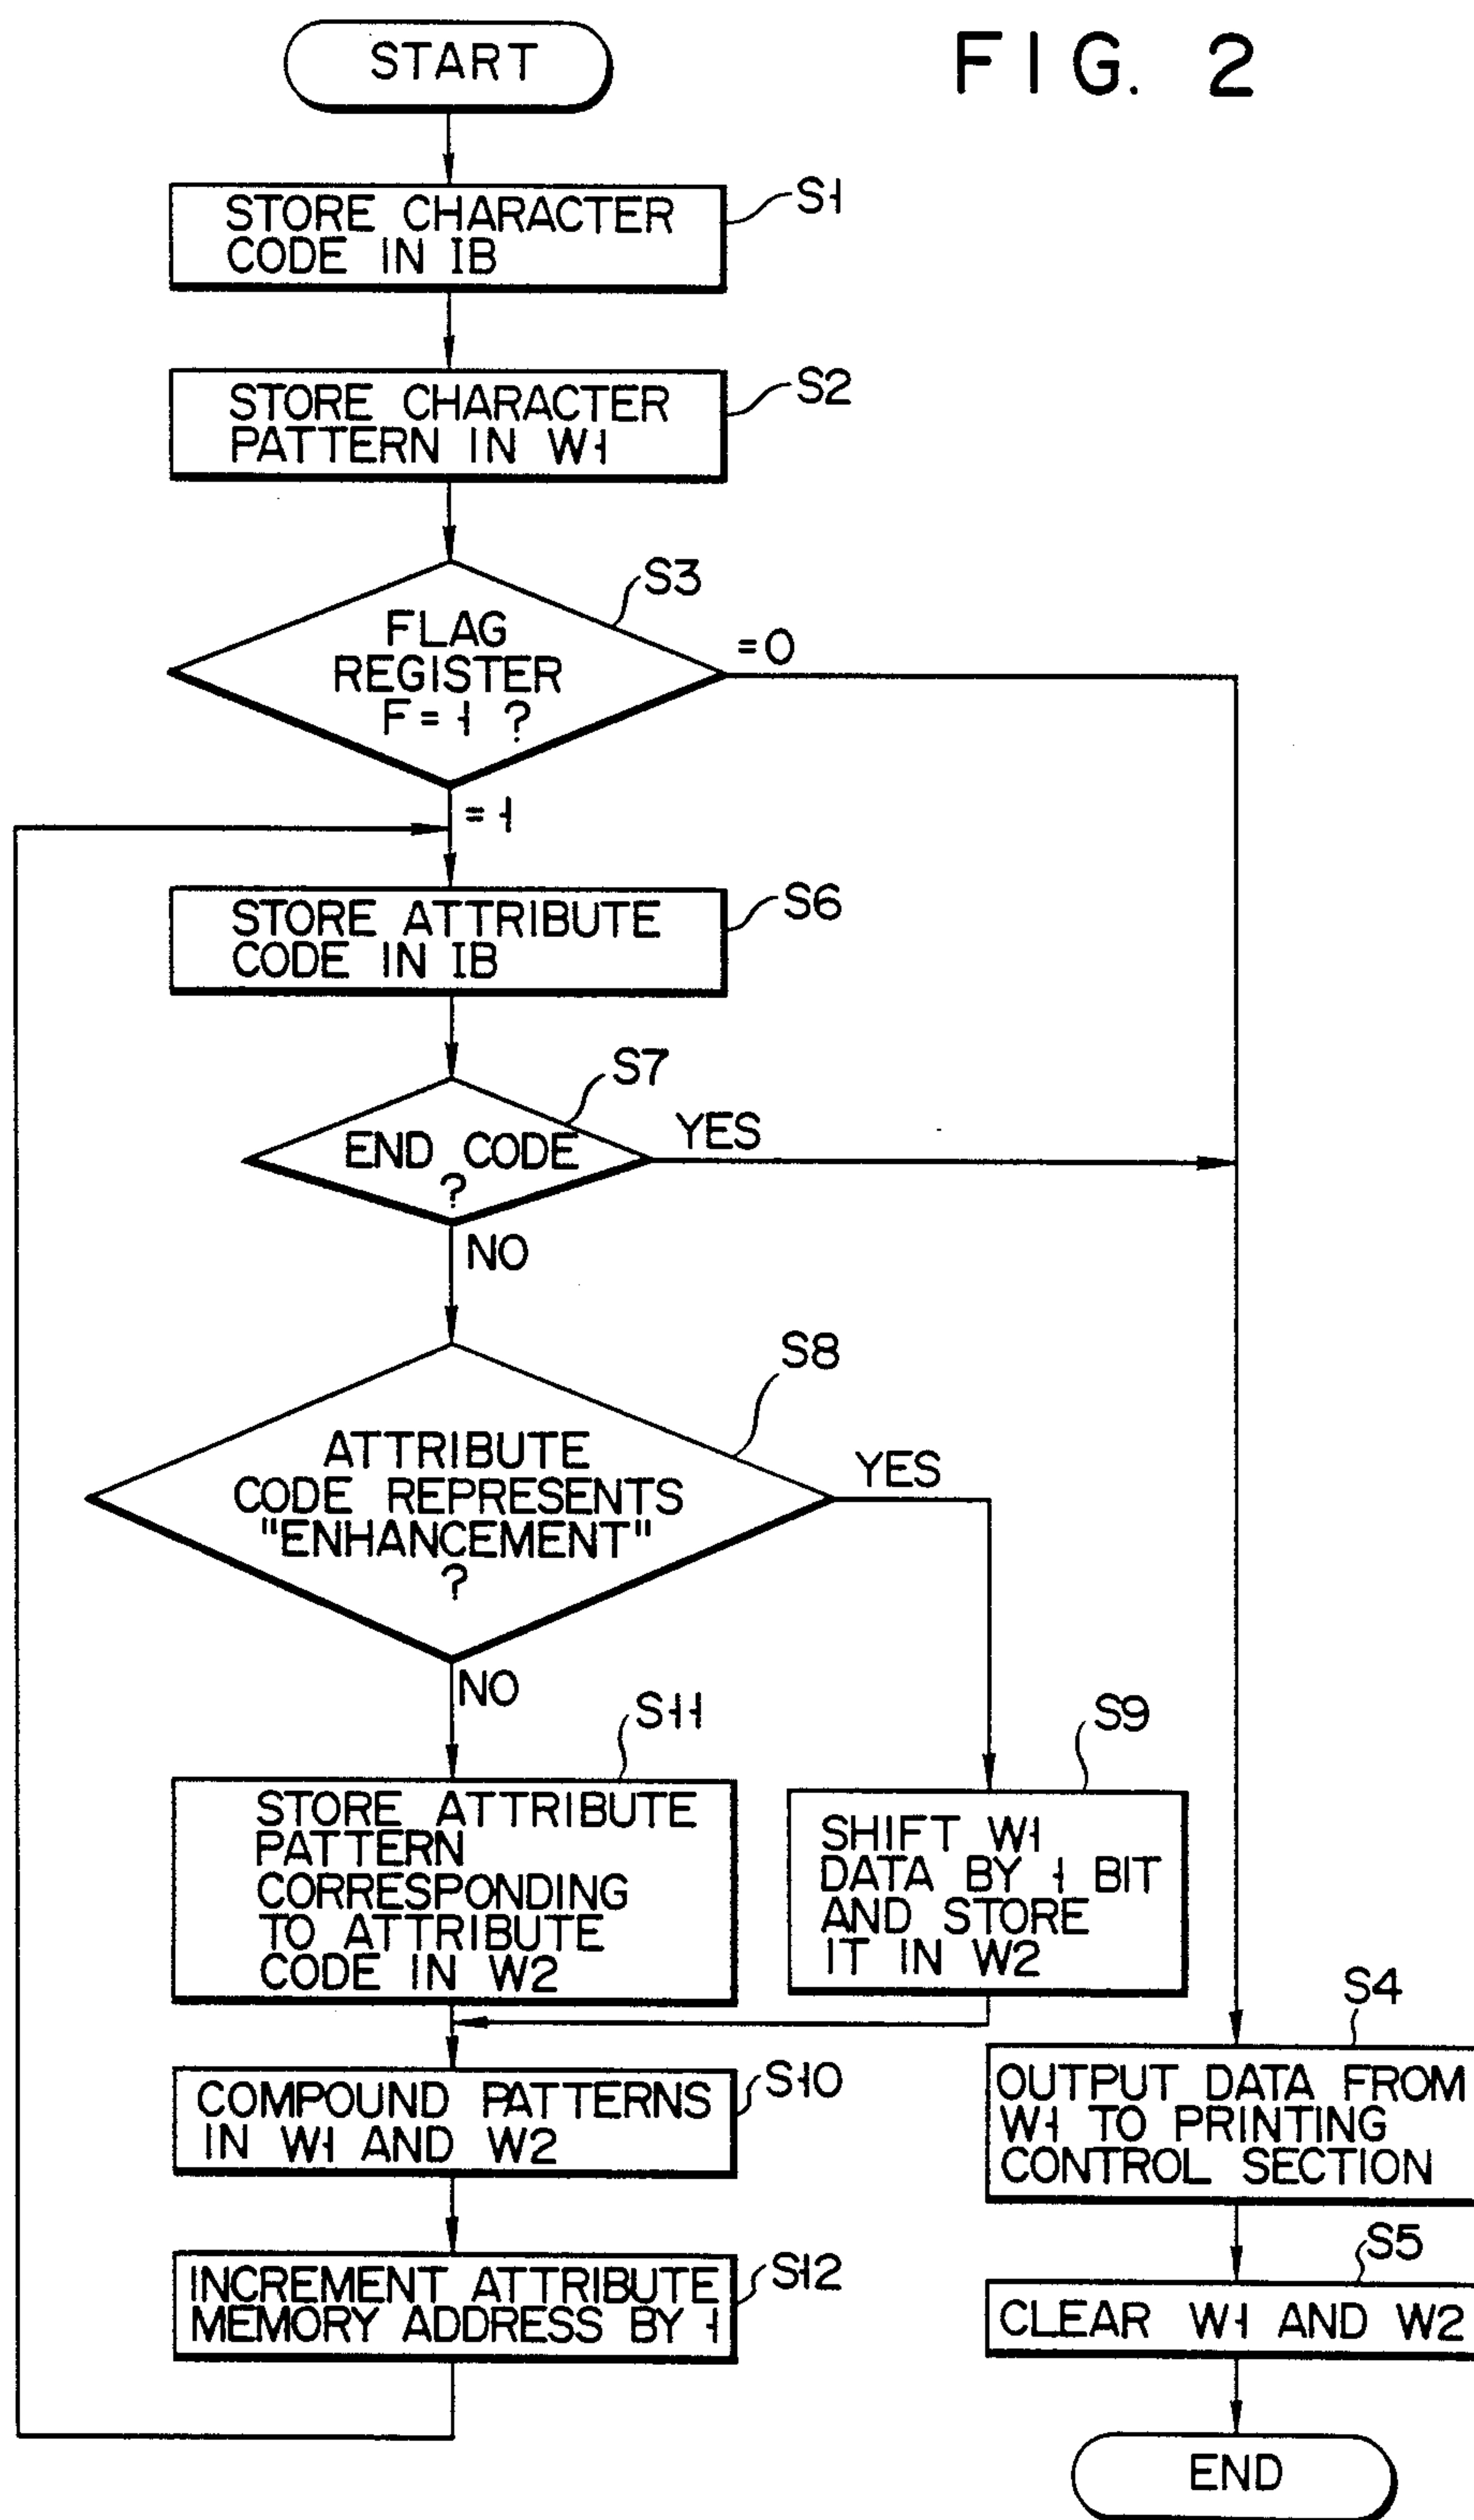 FIG. 2
START
S1
STORE CHARACTER
CODE IN IB
S2
STORE CHARACTER
PATTERN IN W1
S3
FLAG
REGISTER
F=1 ?
=0
=1
S6
STORE ATTRIBUTE
CODE IN IB
S7
END CODE
?
YES
NO
S8
ATTRIBUTE
CODE REPRESENTS
"ENHANCEMENT"
?
YES
NO
S11
STORE ATTRIBUTE
PATTERN
CORRESPONDING
TO ATTRIBUTE
CODE IN W2
S9
SHIFT W1
DATA BY 1 BIT
AND STORE
IT IN W2
S4
OUTPUT DATA FROM
W1 TO PRINTING
CONTROL SECTION
S10
COMPOUND PATTERNS
IN W1 AND W2
S5
CLEAR W1 AND W2
S12
INCREMENT ATTRIBUTE
MEMORY ADDRESS BY 1
END